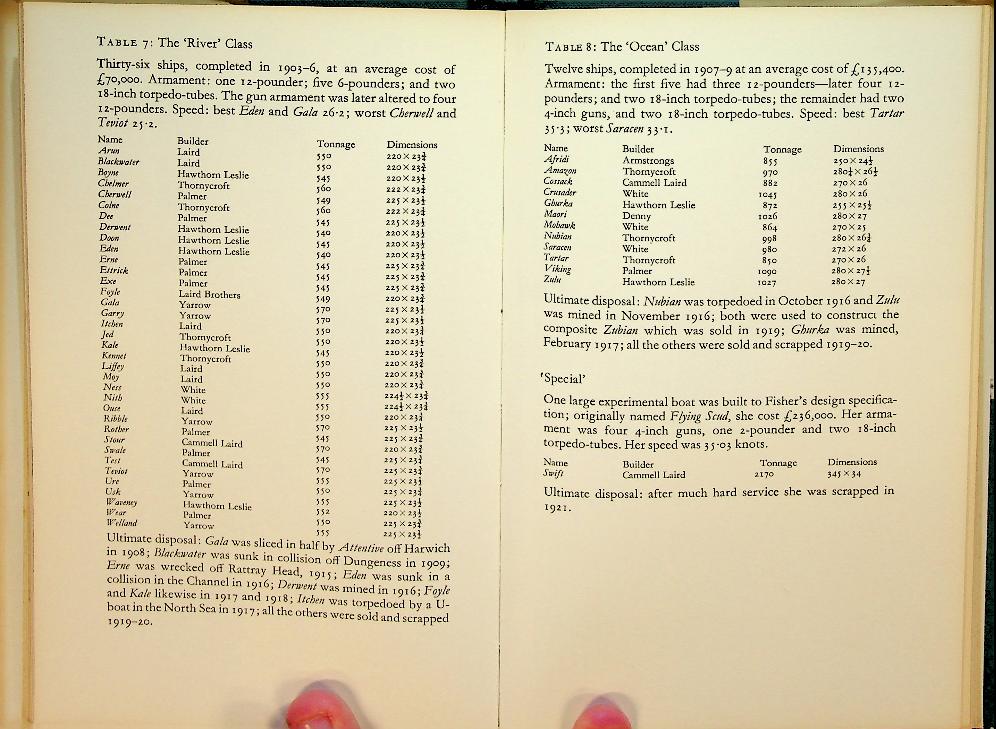 TABLE 7: The ‘River’ Class
Thirty-six ships, completed in 1903–6, at an average cost of
£70,000. Armament: one 12-pounder; five 6-pounders; and two
18-inch torpedo-tubes. The gun armament was later altered to four
12-pounders. Speed: best Eden and Gala 26·2; worst Cherwell and
Teviot 25·2.
Name Builder Tonnage Dimensions
Arun Laird 550 220 × 23¾
Blackwater Laird 550 220 × 23¾
Boyne Hawthorn Leslie 545 220 × 23½
Chelmer Thornycroft 560 222 × 23¾
Cherwell Palmer 549 225 × 23½
Colne Thornycroft 560 222 × 23¾
Dee Palmer 545 225 × 23½
Derwent Hawthorn Leslie 540 220 × 23½
Doon Hawthorn Leslie 545 220 × 23½
Eden Hawthorn Leslie 540 220 × 23½
Erne Palmer 545 225 × 23¾
Ettrick Palmer 545 225 × 23¾
Exe Palmer 545 225 × 23¾
Foyle Laird Brothers 549 220 × 23¾
Gala Yarrow 570 225 × 23½
Garry Yarrow 570 225 × 23½
Itchen Laird 550 220 × 23¾
Jed Thornycroft 550 220 × 23½
Kale Hawthorn Leslie 545 220 × 23½
Kennet Thornycroft 550 220 × 23¾
Liffey Laird 550 220 × 23¾
Moy Laird 550 220 × 23¾
Ness White 555 224½ × 23¾
Nith White 555 224½ × 23¾
Ouse Laird 550 220 × 23¾
Ribble Yarrow 570 225 × 23½
Rother Palmer 545 225 × 23¾
Stour Cammell Laird 570 220 × 23¾
Swale Palmer 545 225 × 23¾
Test Cammell Laird 570 225 × 23¾
Teviot Yarrow 555 225 × 23½
Ure Palmer 550 225 × 23¾
Usk Yarrow 555 225 × 23½
Waveney Hawthorn Leslie 552 220 × 23½
Wear Palmer 550 225 × 23¾
Welland Yarrow 555 225 × 23½
Ultimate disposal: Gala was sliced in half by Attentive off Harwich
in 1908; Blackwater was sunk in collision off Dungeness in 1909;
Erne was wrecked off Rattray Head, 1915; Eden was sunk in a
collision in the Channel in 1916; Derwent was mined in 1916; Foyle
and Kale likewise in 1917 and 1918; Itchen was torpedoed by a U-
boat in the North Sea in 1917; all the others were sold and scrapped
1919–20.
TABLE 8: The ‘Ocean’ Class
Twelve ships, completed in 1907–9 at an average cost of £135,400.
Armament: the first five had three 12-pounders—later four 12-
pounders; and two 18-inch torpedo-tubes; the remainder had two
4-inch guns, and two 18-inch torpedo-tubes. Speed: best Tartar
35·3; worst Saracen 33·1.
Name Builder Tonnage Dimensions
Afridi Armstrongs 855 250 × 24½
Amazon Thornycroft 970 280½ × 26½
Cossack Cammell Laird 882 270 × 26
Crusader White 1045 280 × 26
Ghurka Hawthorn Leslie 872 255 × 25½
Maori Denny 1026 280 × 27
Mohawk White 864 270 × 25
Nubian Thornycroft 998 280 × 26¾
Saracen White 980 272 × 26
Tartar Thornycroft 850 270 × 26
Viking Palmer 1090 280 × 27½
Zulu Hawthorn Leslie 1027 280 × 27
Ultimate disposal: Nubian was torpedoed in October 1916 and Zulu
was mined in November 1916; both were used to construct the
composite Zubian which was sold in 1919; Ghurka was mined,
February 1917; all the others were sold and scrapped 1919–20.
‘Special’
One large experimental boat was built to Fisher’s design specifica-
tion; originally named Flying Scud, she cost £236,000. Her arma-
ment was four 4-inch guns, one 2-pounder and two 18-inch
torpedo-tubes. Her speed was 35·03 knots.
Name Builder Tonnage Dimensions
Swift Cammell Laird 2170 345 × 34
Ultimate disposal: after much hard service she was scrapped in
1921.